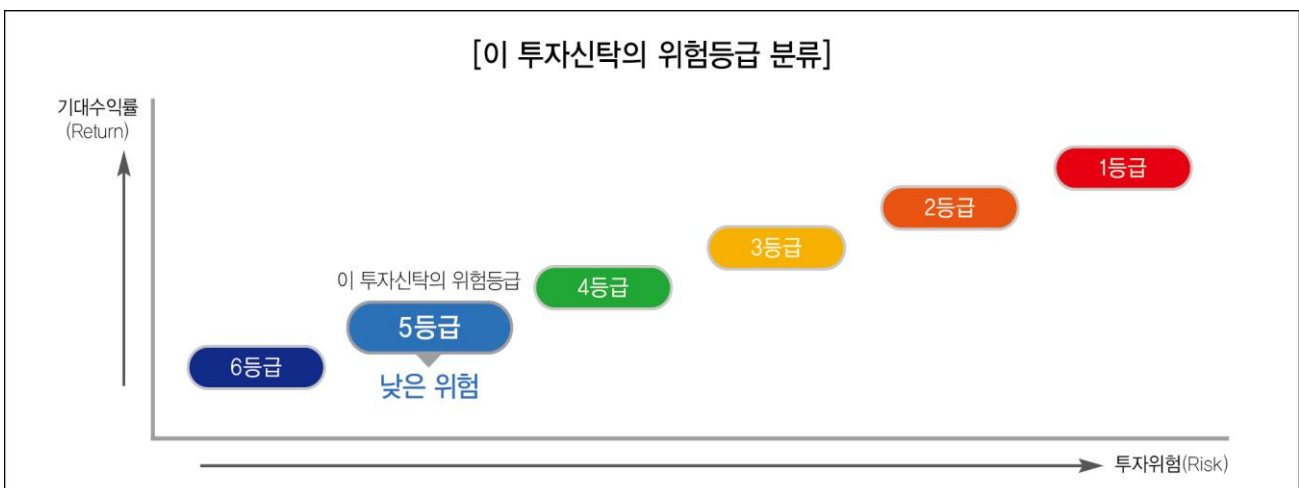 [이 투자신탁의 위험등급 분류]
기대수익률
(Return)
1등급
2등급
3등급
이 투자신탁의 위험등급
4등급
5등급
6등급
낮은 위험
투자위험(Risk)